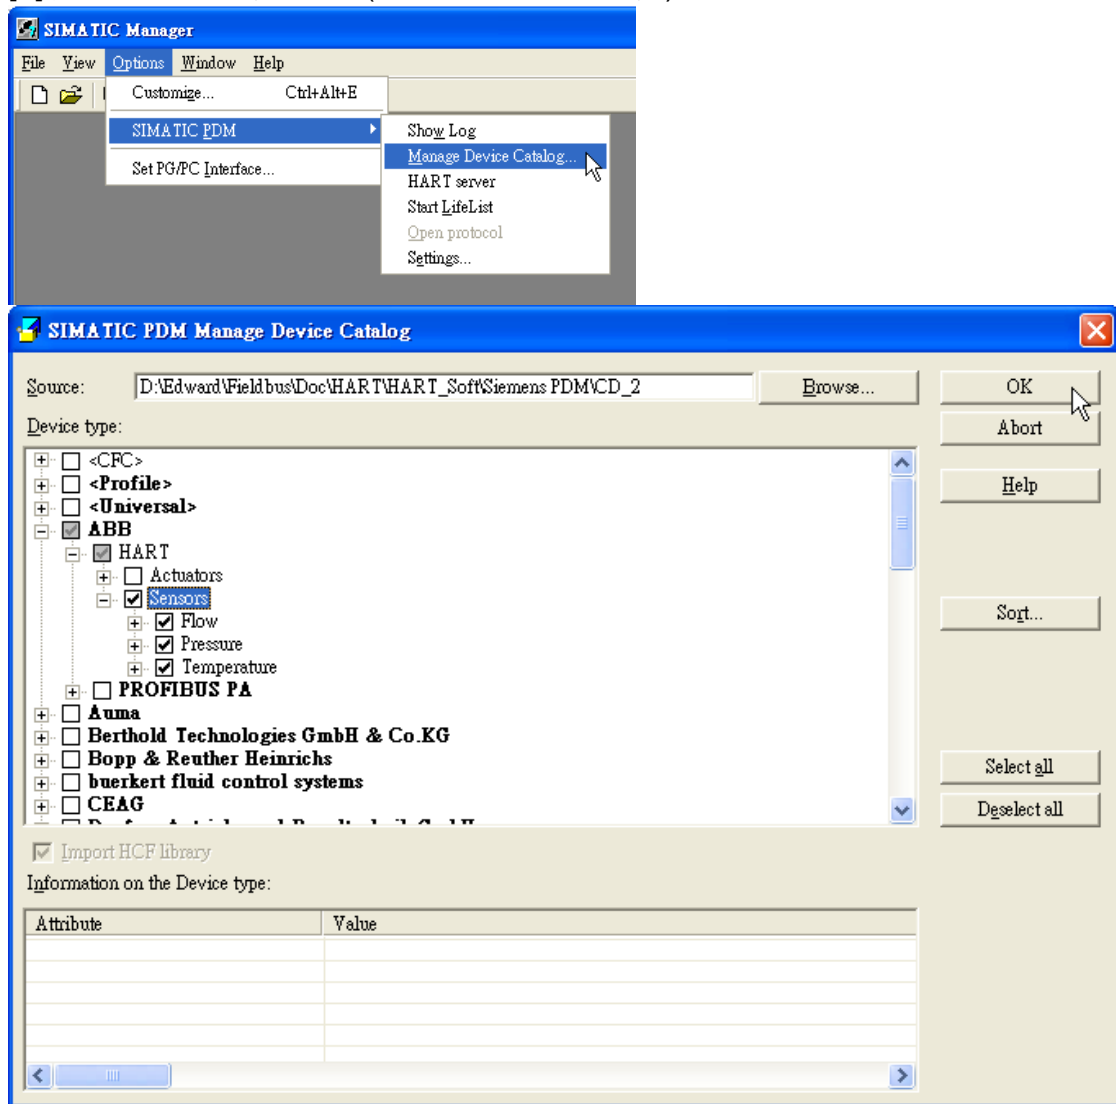 SIMATIC Manager
File View Options Window Help
Customize... Ctrl+Alt+E
SIMATIC PDM
Set PG/PC Interface...
Show Log
Manage Device Catalog...
HART server
Start LifeList
Open protocol
Settings...
SIMATIC PDM Manage Device Catalog
Source: D:\Edward\Fieldbus\Doc\HART\HART_Soft\Siemens PDM\CD_2 Browse... OK
Device type: Abort
<CFC>
<Profile> Help
<Universal>
ABB
HART
Actuators
Sensors
Flow Sort...
Pressure
Temperature
PROFIBUS PA
Auma
Berthold Technologies GmbH & Co.KG
Bopp & Reuther Heinrichs
buerkert fluid control systems Select all
CEAG Deselect all
Import HCF library
Information on the Device type:
Attribute Value